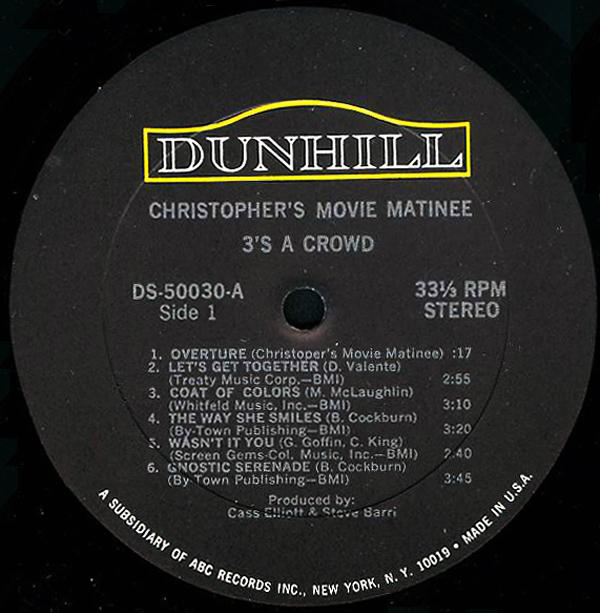 DUNHILL
CHRISTOPHER'S MOVIE MATINEE
3'S A CROWD
DS-50030-A
Side 1
33⅓ RPM
STEREO
1. OVERTURE (Christoper's Movie Matinee) :17
2. LET'S GET TOGETHER (D. Valente)
(Treaty Music Corp.—BMI) 2:55
3. COAT OF COLORS (M. McLaughlin)
(Whitfeld Music, Inc.—BMI) 3:10
4. THE WAY SHE SMILES (B. Cockburn)
(By-Town Publishing—BMI) 3:20
5. WASN'T IT YOU (G. Goffin, C. King)
(Screen Gems-Col. Music, Inc.—BMI) 2:40
6. GNOSTIC SERENADE (B. Cockburn)
(By-Town Publishing—BMI) 3:45
Produced by:
Cass Elliott & Steve Barri
A SUBSIDIARY OF ABC RECORDS INC., NEW YORK, N. Y. 10019 • MADE IN U.S.A.